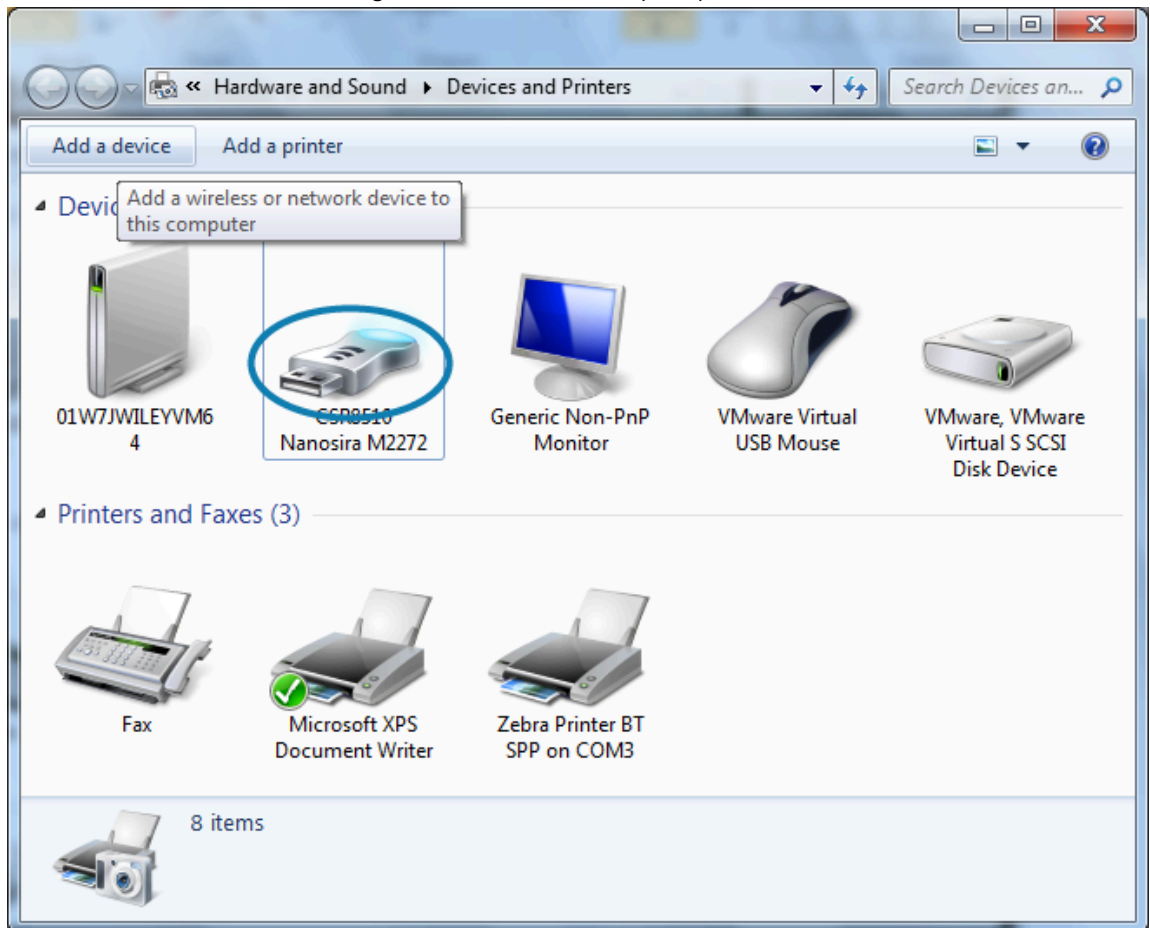 « Hardware and Sound ▸ Devices and Printers
Search Devices an...
Add a device Add a printer
Devic
Add a wireless or network device to
this computer
01W7JWILEYVM6
4
CSR8510
Nanosira M2272
Generic Non-PnP
Monitor
VMware Virtual
USB Mouse
VMware, VMware
Virtual S SCSI
Disk Device
Printers and Faxes (3)
Fax
Microsoft XPS
Document Writer
Zebra Printer BT
SPP on COM3
8 items